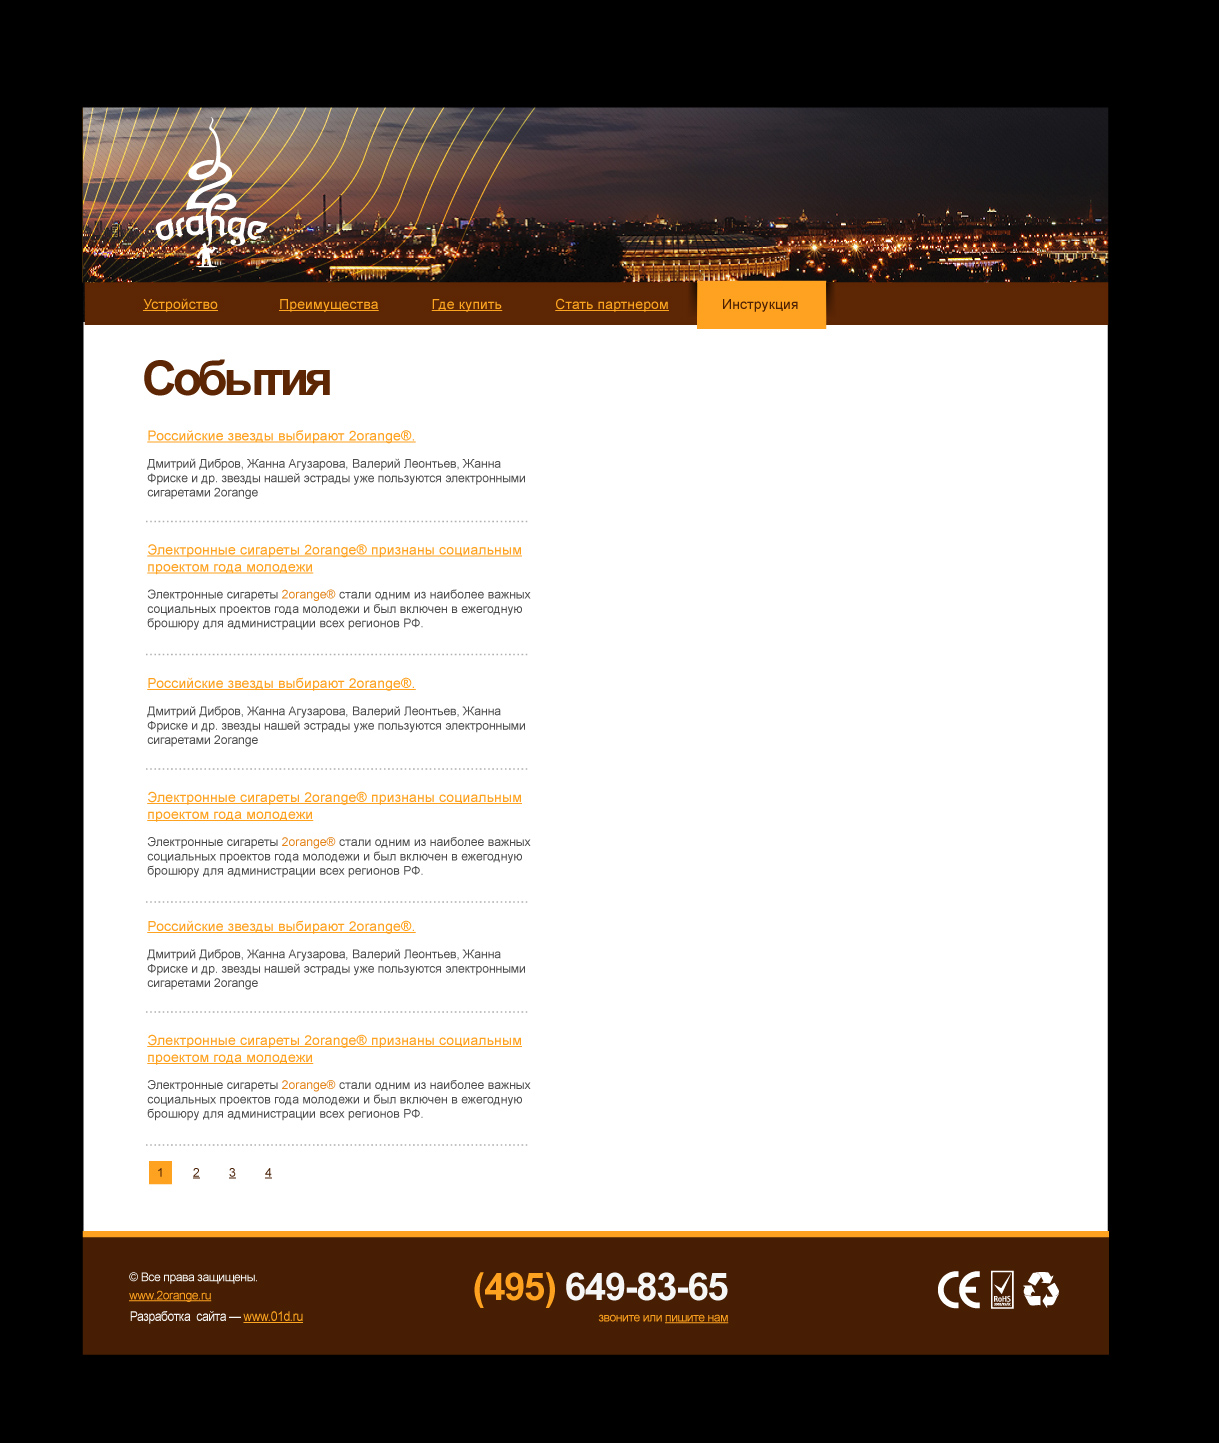 2
orange
Устройство Преимущества Где купить Стать партнером Инструкция
События
Российские звезды выбирают 2orange®.
Дмитрий Дибров, Жанна Агузарова, Валерий Леонтьев, Жанна
Фриске и др. звезды нашей эстрады уже пользуются электронными
сигаретами 2orange
Электронные сигареты 2orange® признаны социальным
проектом года молодежи
Электронные сигареты 2orange® стали одним из наиболее важных
социальных проектов года молодежи и был включен в ежегодную
брошюру для администрации всех регионов РФ.
Российские звезды выбирают 2orange®.
Дмитрий Дибров, Жанна Агузарова, Валерий Леонтьев, Жанна
Фриске и др. звезды нашей эстрады уже пользуются электронными
сигаретами 2orange
Электронные сигареты 2orange® признаны социальным
проектом года молодежи
Электронные сигареты 2orange® стали одним из наиболее важных
социальных проектов года молодежи и был включен в ежегодную
брошюру для администрации всех регионов РФ.
Российские звезды выбирают 2orange®.
Дмитрий Дибров, Жанна Агузарова, Валерий Леонтьев, Жанна
Фриске и др. звезды нашей эстрады уже пользуются электронными
сигаретами 2orange
Электронные сигареты 2orange® признаны социальным
проектом года молодежи
Электронные сигареты 2orange® стали одним из наиболее важных
социальных проектов года молодежи и был включен в ежегодную
брошюру для администрации всех регионов РФ.
1 2 3 4
© Все права защищены.
www.2orange.ru
Разработка сайта — www.01d.ru
(495) 649-83-65
звоните или пишите нам
CE
RoHS